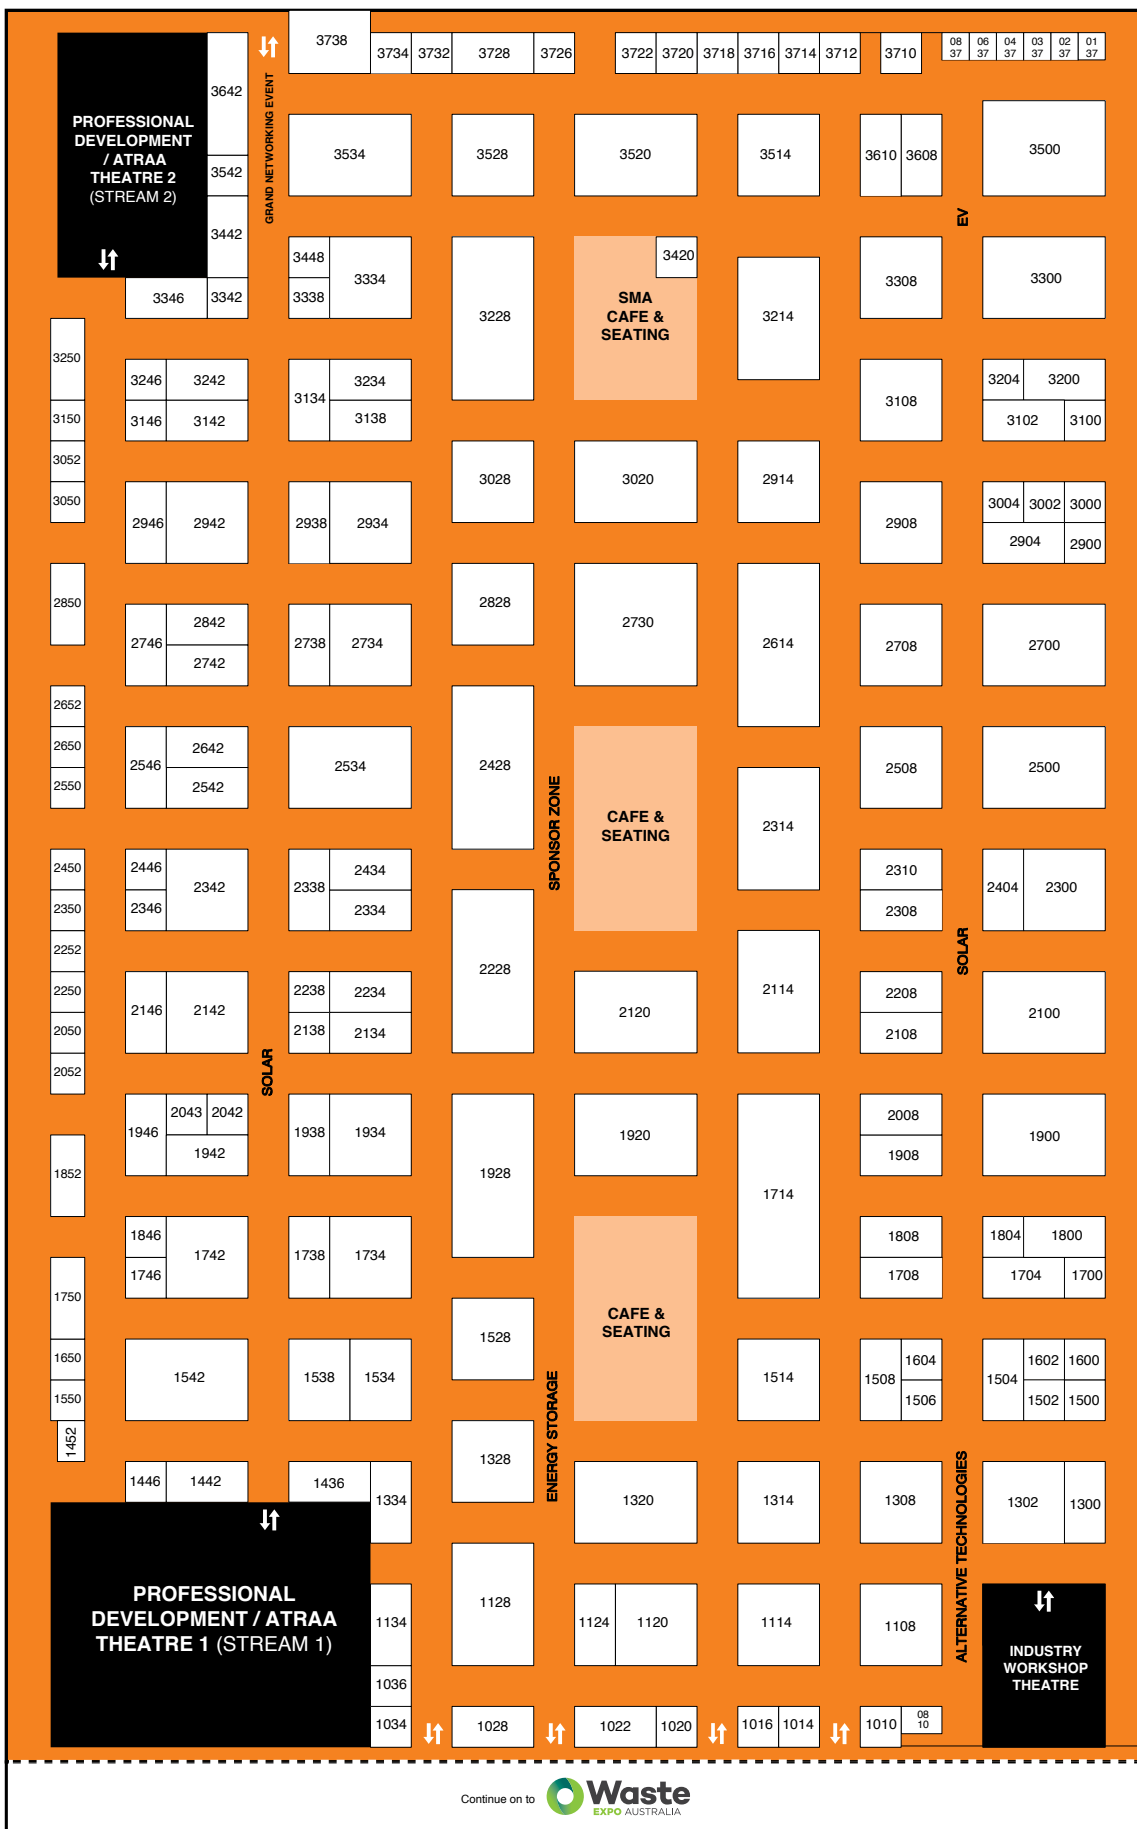 3738
3734 3732 3728 3726 3722 3720 3718 3716 3714 3712 3710
08 37
06 37
04 37
03 37
02 37
01 37
3642
GRAND NETWORKING EVENT
PROFESSIONAL
DEVELOPMENT
/ ATRAA
THEATRE 2
(STREAM 2)
3534 3528 3520 3514 3610 3608 3500
3542
3442
EV
3448 3334 3228 3420 3214 3308 3300
3346 3342 3338
SMA
CAFE &
SEATING
3250
3246 3242 3134 3234 3108 3204 3200
3150 3146 3142 3138 3102 3100
3052 3028 3020 2914
3050 2946 2942 2938 2934 2908 3004 3002 3000
2904 2900
2850 2828 2730 2614
2746 2842 2738 2734 2708 2700
2742
2652
2650 2546 2642 2534 2428 2508 2500
2550 2542
SPONSOR ZONE
CAFE &
SEATING
2314
2450 2446 2342 2338 2434 2310 2404 2300
2350 2346 2334 2308
2252 2228 2114
SOLAR
2250 2146 2142 2238 2234 2120 2208 2100
2050 2138 2134 2108
2052
SOLAR
1946 2043 2042 1938 1934 1928 1920 2008 1900
1942 1908
1852 1714
1846 1742 1738 1734 1808 1804 1800
1746 1708 1704 1700
1750
CAFE &
SEATING
1528
1650 1542 1538 1534 1514 1508 1604 1504 1602 1600
1550 1506 1502 1500
1452
ENERGY STORAGE
1446 1442 1436 1334 1328 1320 1314 1308 1302 1300
ALTERNATIVE TECHNOLOGIES
PROFESSIONAL
DEVELOPMENT / ATRAA
THEATRE 1 (STREAM 1)
1134 1128 1124 1120 1114 1108
INDUSTRY
WORKSHOP
THEATRE
1036
1034 1028 1022 1020 1016 1014 1010
08
10
Continue on to Waste
EXPO AUSTRALIA